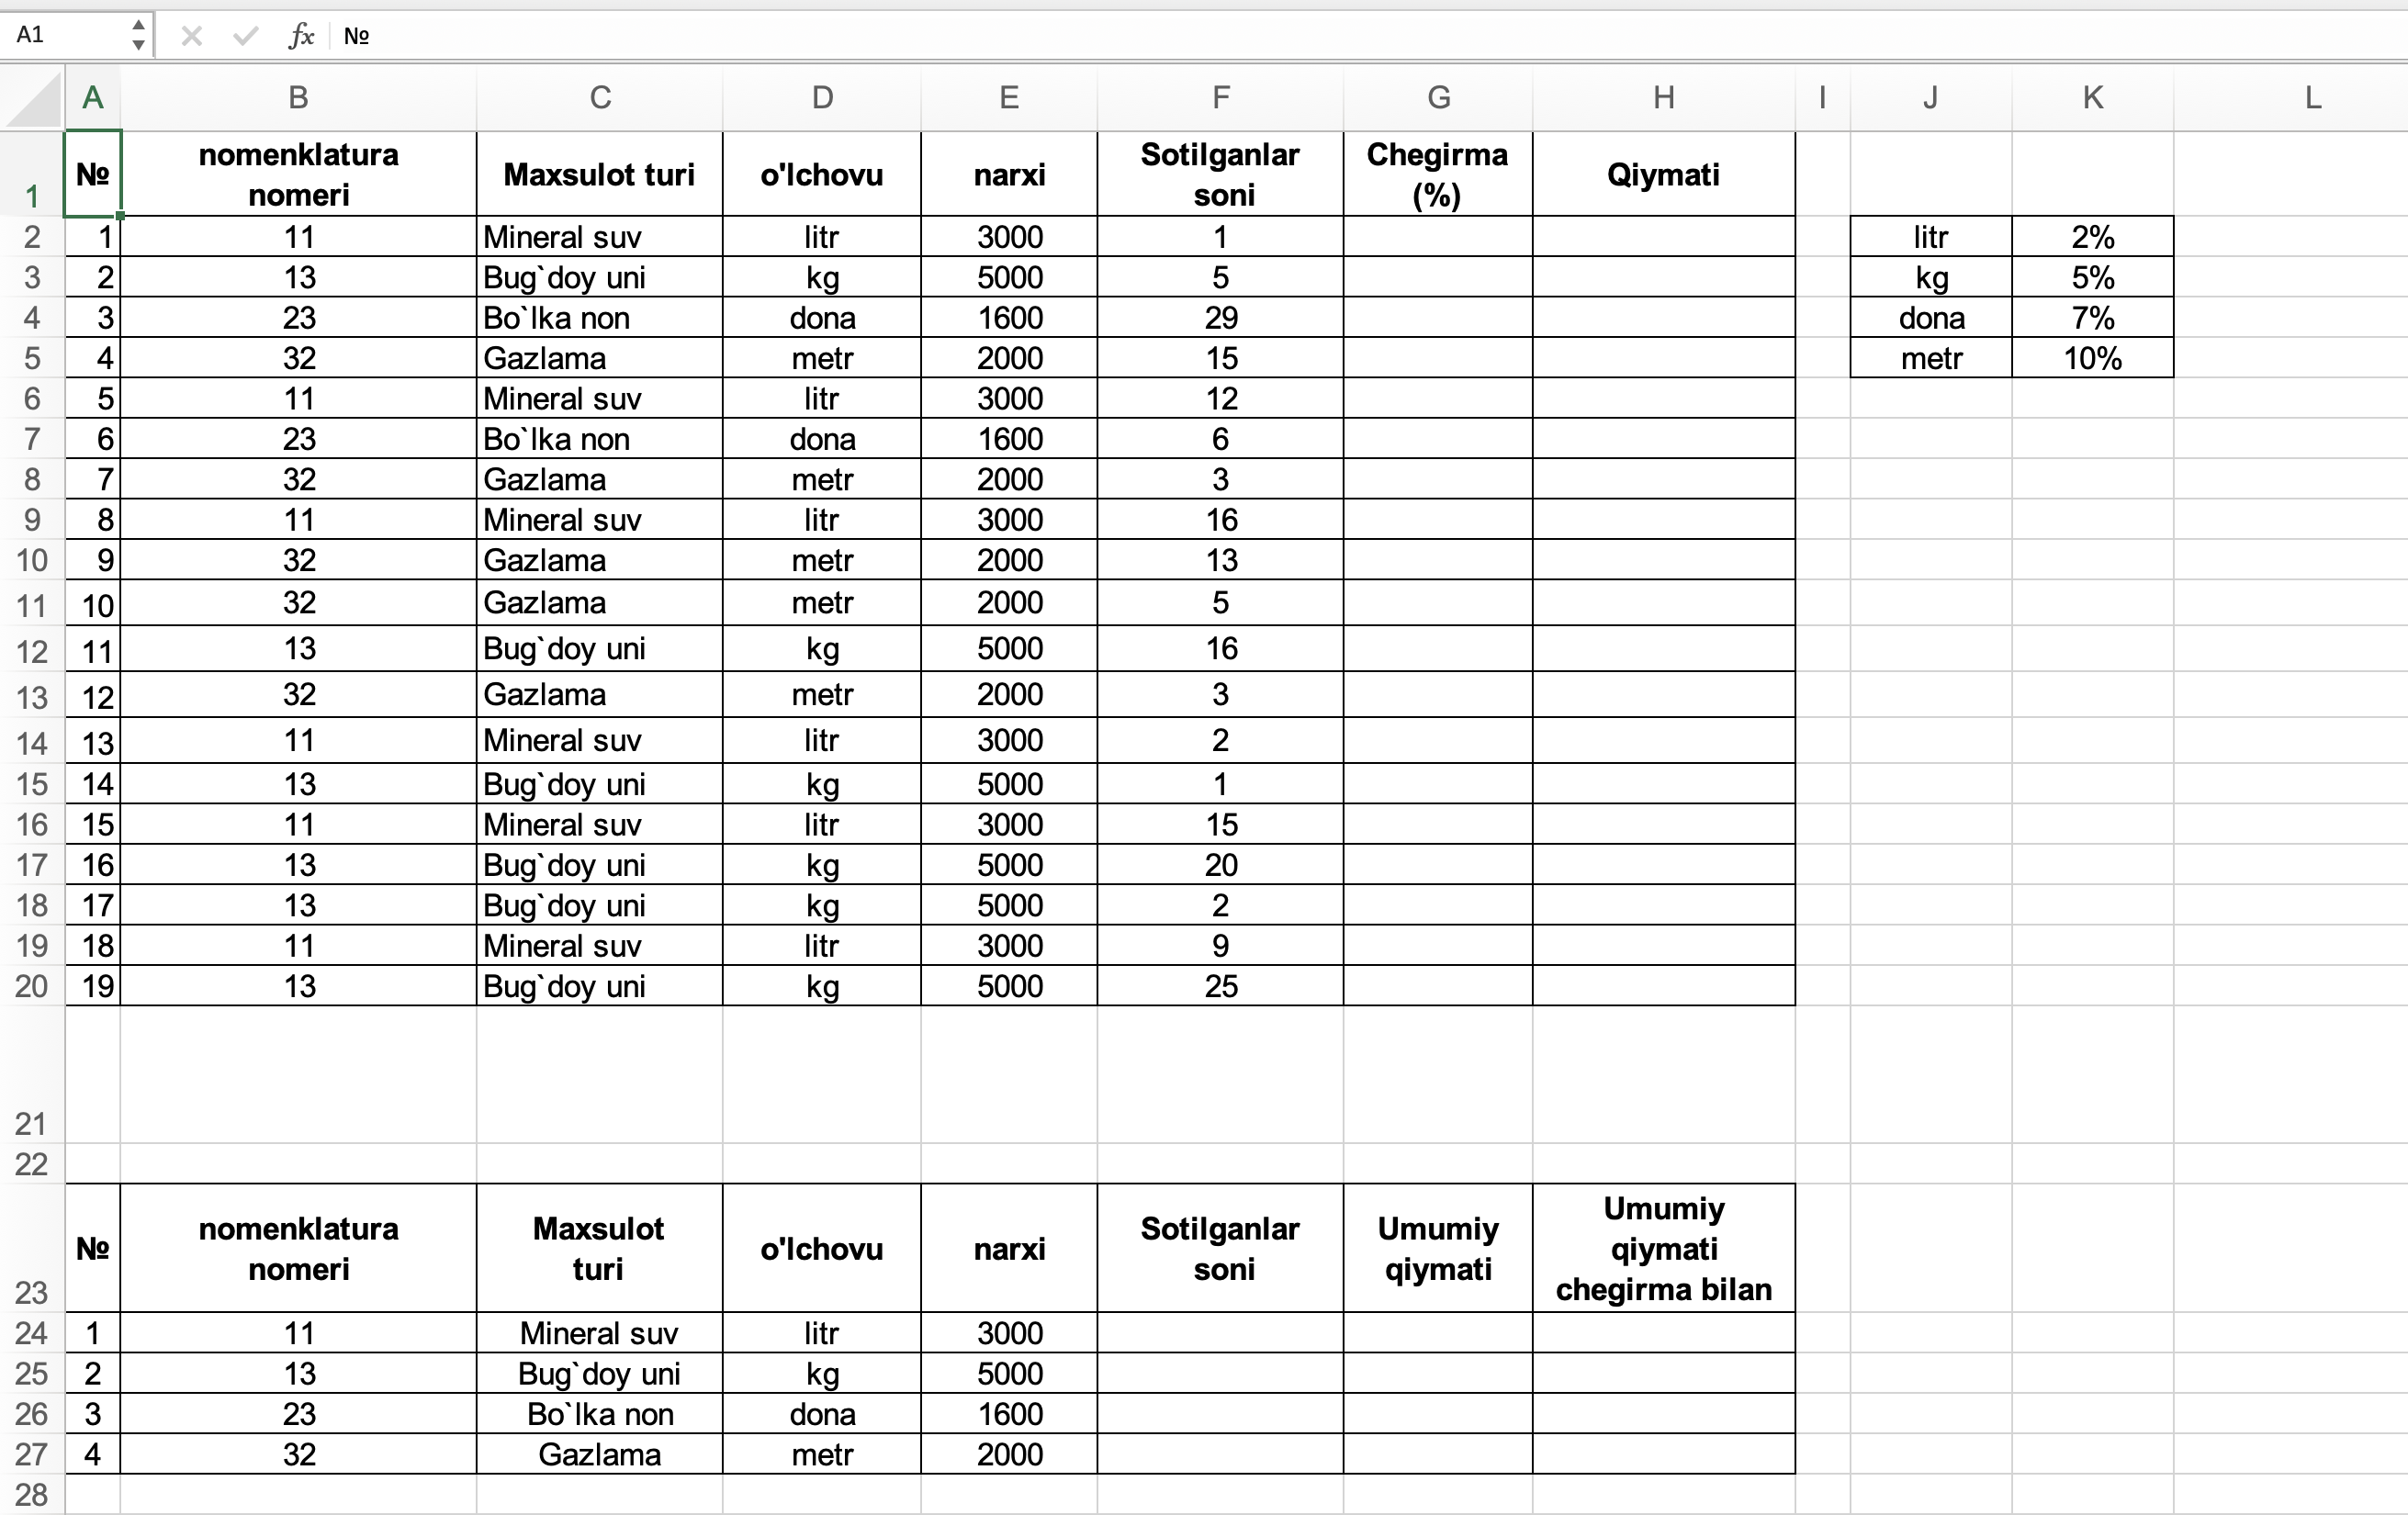 A1 fx №
A B C D E F G H I J K L
1 № nomenklatura nomeri Maxsulot turi o'lchovu narxi Sotilganlar soni Chegirma (%) Qiymati
2 1 11 Mineral suv litr 3000 1 litr 2%
3 2 13 Bug`doy uni kg 5000 5 kg 5%
4 3 23 Bo`lka non dona 1600 29 dona 7%
5 4 32 Gazlama metr 2000 15 metr 10%
6 5 11 Mineral suv litr 3000 12
7 6 23 Bo`lka non dona 1600 6
8 7 32 Gazlama metr 2000 3
9 8 11 Mineral suv litr 3000 16
10 9 32 Gazlama metr 2000 13
11 10 32 Gazlama metr 2000 5
12 11 13 Bug`doy uni kg 5000 16
13 12 32 Gazlama metr 2000 3
14 13 11 Mineral suv litr 3000 2
15 14 13 Bug`doy uni kg 5000 1
16 15 11 Mineral suv litr 3000 15
17 16 13 Bug`doy uni kg 5000 20
18 17 13 Bug`doy uni kg 5000 2
19 18 11 Mineral suv litr 3000 9
20 19 13 Bug`doy uni kg 5000 25
21
22
23 № nomenklatura nomeri Maxsulot turi o'lchovu narxi Sotilganlar soni Umumiy qiymati Umumiy qiymati chegirma bilan
24 1 11 Mineral suv litr 3000
25 2 13 Bug`doy uni kg 5000
26 3 23 Bo`lka non dona 1600
27 4 32 Gazlama metr 2000
28